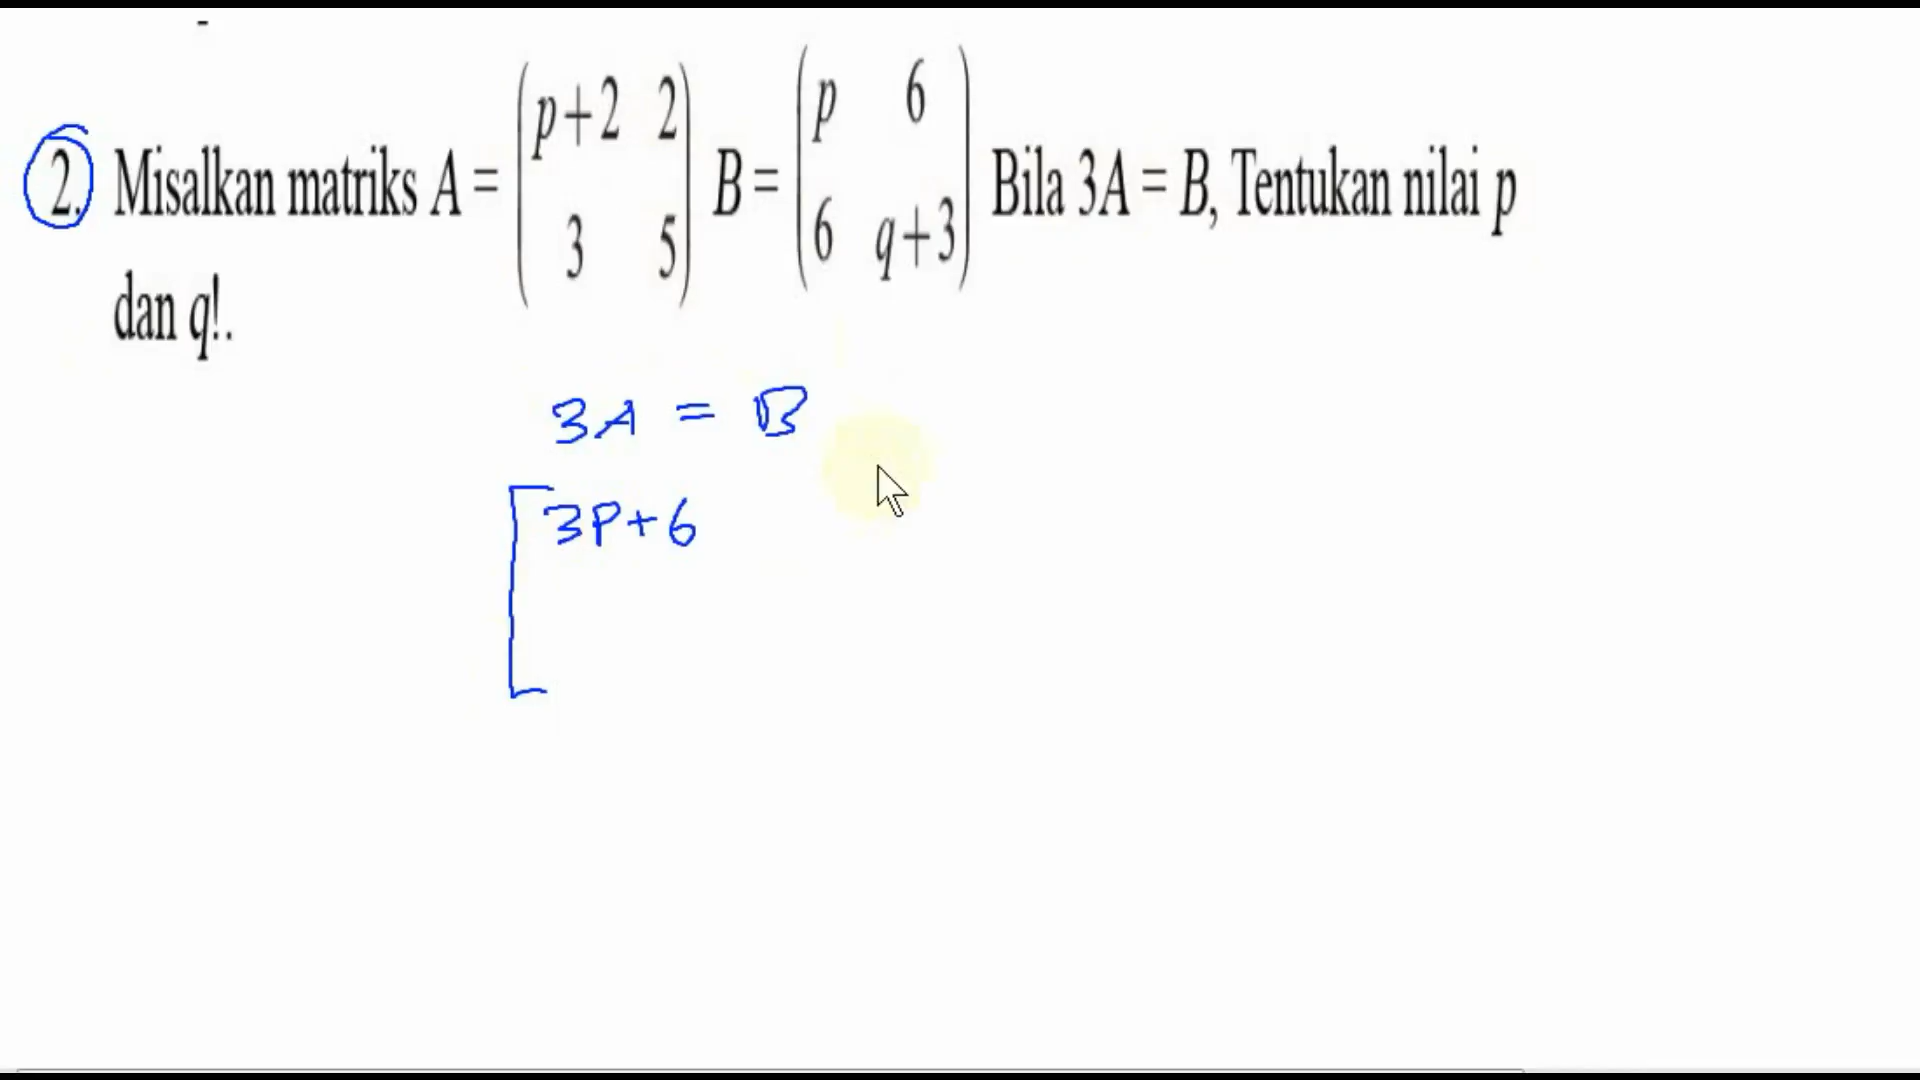 2. Misalkan matriks A = (p+2 2 B = (p 6 Bila 3A = B, Tentukan nilai p
3 5) 6 q+3)
dan q!.
3A = B
[3P+6